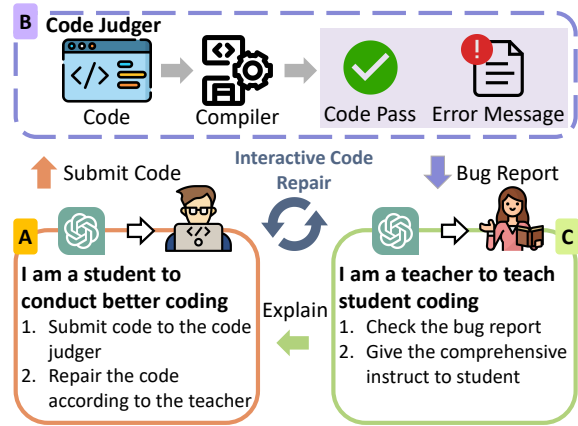 B
Code Judger
</>
Code
Compiler
Code Pass
Error Message
Submit Code
Interactive Code
Repair
Bug Report
A
</>
C
I am a student to
conduct better coding
1. Submit code to the code
judger
2. Repair the code
according to the teacher
Explain
I am a teacher to teach
student coding
1. Check the bug report
2. Give the comprehensive
instruct to student